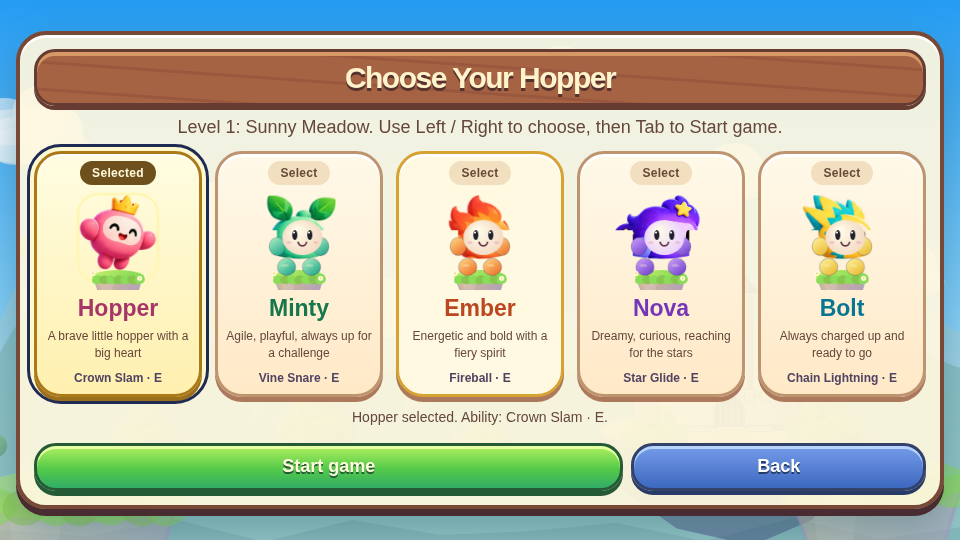 Choose Your Hopper
Level 1: Sunny Meadow. Use Left / Right to choose, then Tab to Start game.
Selected
Hopper
A brave little hopper with a
big heart
Crown Slam · E
Select
Minty
Agile, playful, always up for
a challenge
Vine Snare · E
Select
Ember
Energetic and bold with a
fiery spirit
Fireball · E
Select
Nova
Dreamy, curious, reaching
for the stars
Star Glide · E
Select
Bolt
Always charged up and
ready to go
Chain Lightning · E
Hopper selected. Ability: Crown Slam · E.
Start game
Back